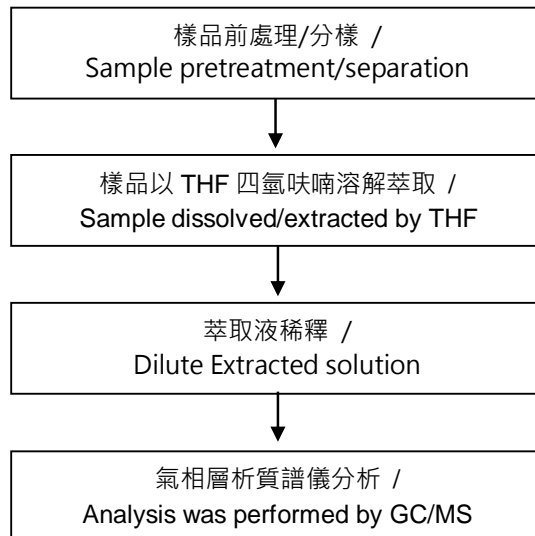 樣品前處理/分樣 /
Sample pretreatment/separation
樣品以 THF 四氫呋喃溶解萃取 /
Sample dissolved/extracted by THF
萃取液稀釋 /
Dilute Extracted solution
氣相層析質譜儀分析 /
Analysis was performed by GC/MS